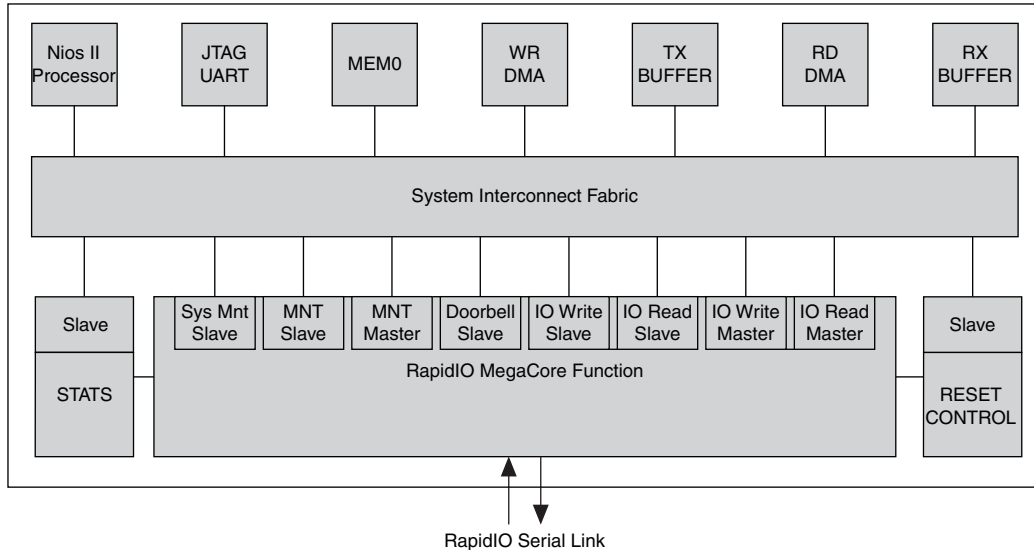 Nios II
Processor
JTAG
UART
MEM0
WR
DMA
TX
BUFFER
RD
DMA
RX
BUFFER
System Interconnect Fabric
Slave
STATS
Sys Mnt
Slave
MNT
Slave
MNT
Master
Doorbell
Slave
IO Write
Slave
IO Read
Slave
IO Write
Master
IO Read
Master
RapidIO MegaCore Function
Slave
RESET
CONTROL
RapidIO Serial Link